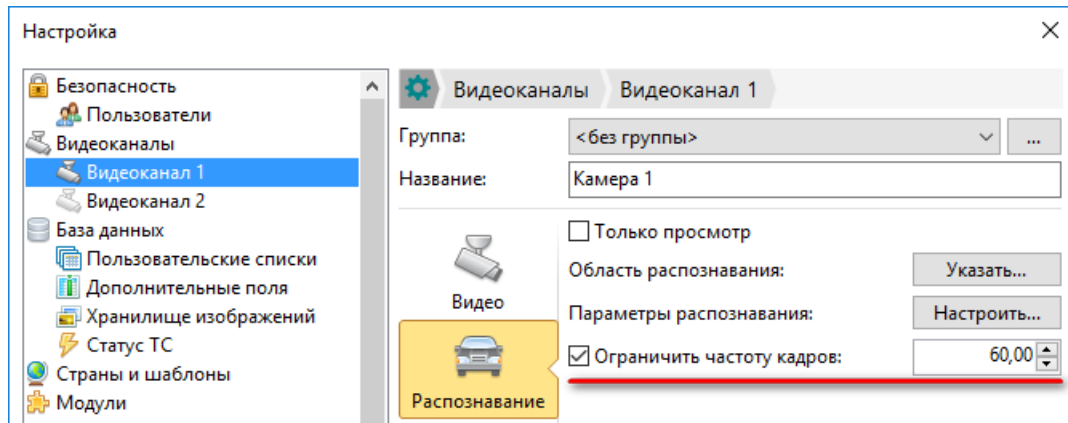 Настройка
Безопасность
Пользователи
Видеоканалы
Видеоканал 1
Видеоканал 2
База данных
Пользовательские списки
Дополнительные поля
Хранилище изображений
Статус ТС
Страны и шаблоны
Модули
Видеоканалы Видеоканал 1
Группа: <без группы> ...
Название: Камера 1
Видео
Распознавание
Только просмотр
Область распознавания: Указать...
Параметры распознавания: Настроить...
Ограничить частоту кадров: 60,00